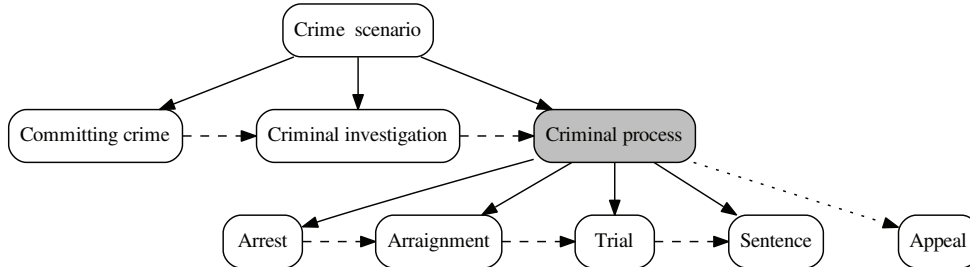 Crime scenario
Committing crime
Criminal investigation
Criminal process
Arrest
Arraignment
Trial
Sentence
Appeal